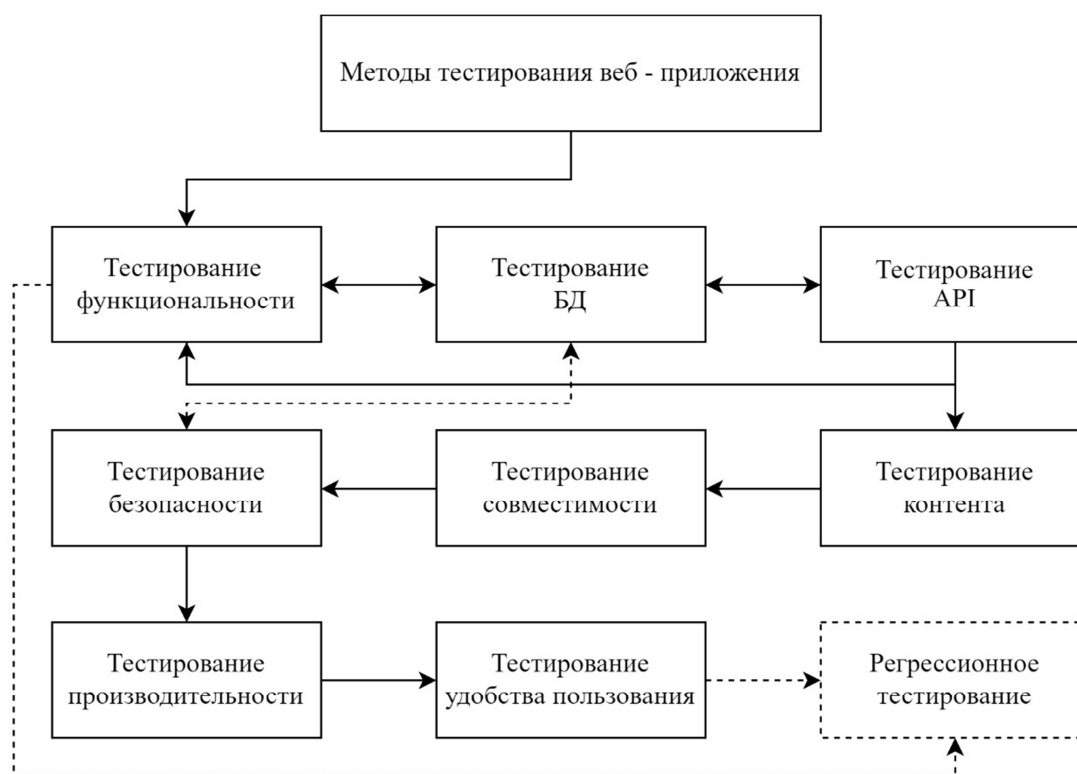 Методы тестирования веб - приложения
Тестирование
функциональности
Тестирование
БД
Тестирование
API
Тестирование
безопасности
Тестирование
совместимости
Тестирование
контента
Тестирование
производительности
Тестирование
удобства пользования
Регрессионное
тестирование